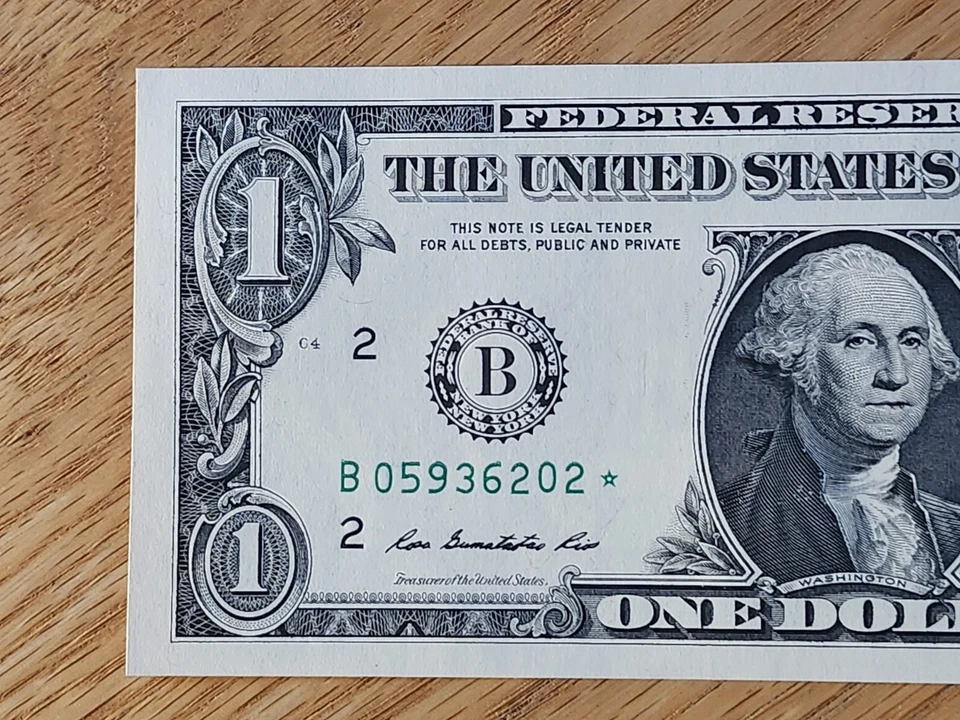 FEDERAL RESER
THE UNITED STATES
THIS NOTE IS LEGAL TENDER
FOR ALL DEBTS, PUBLIC AND PRIVATE
1
C4
2
FEDERAL RESERVE
BANK OF
B
NEW YORK
NEW YORK
B 05936202 ☆
2
Rosa Gumataotao Rios
Treasurer of the United States.
1
WASHINGTON
ONE DOL